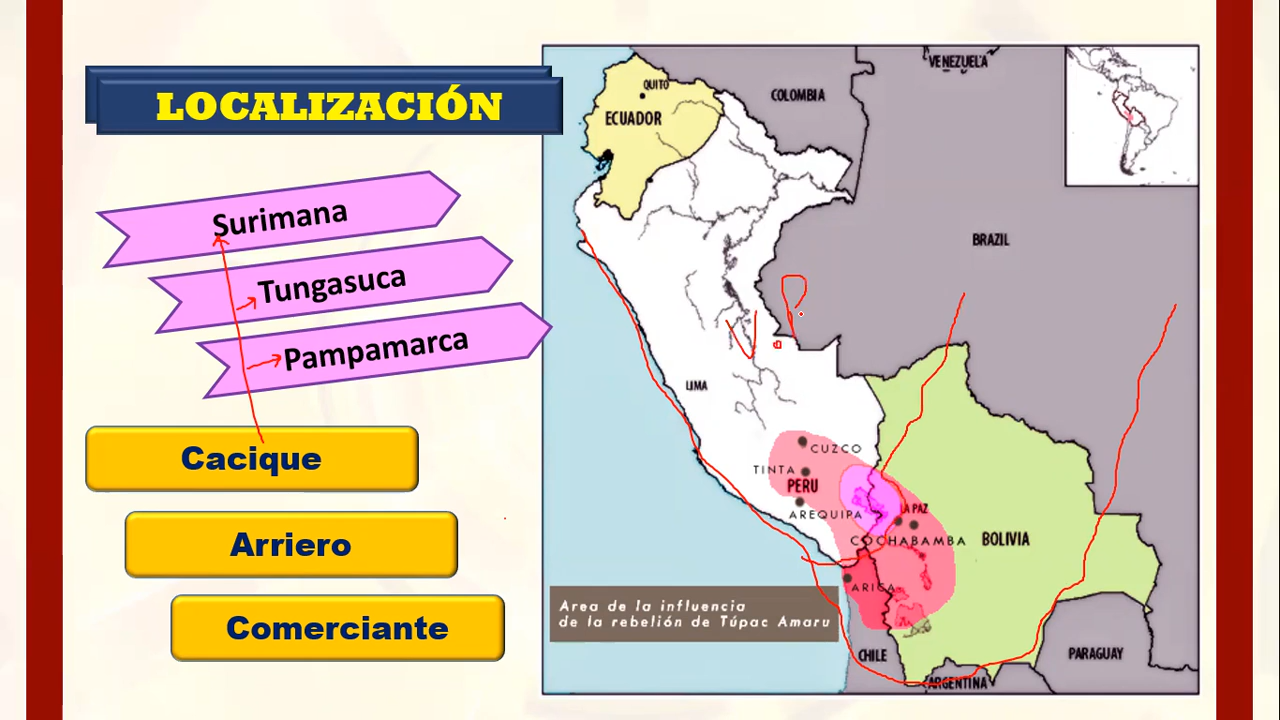 LOCALIZACIÓN
Surimana
Tungasuca
Pampamarca
Cacique
Arriero
Comerciante
VENEZUELA
COLOMBIA
QUITO
ECUADOR
BRAZIL
LIMA
CUZCO
TINTA
PERU
AREQUIPA
LA PAZ
COCHABAMBA
BOLIVIA
ARICA
Area de la influencia
de la rebelión de Túpac Amaru
CHILE
PARAGUAY
ARGENTINA